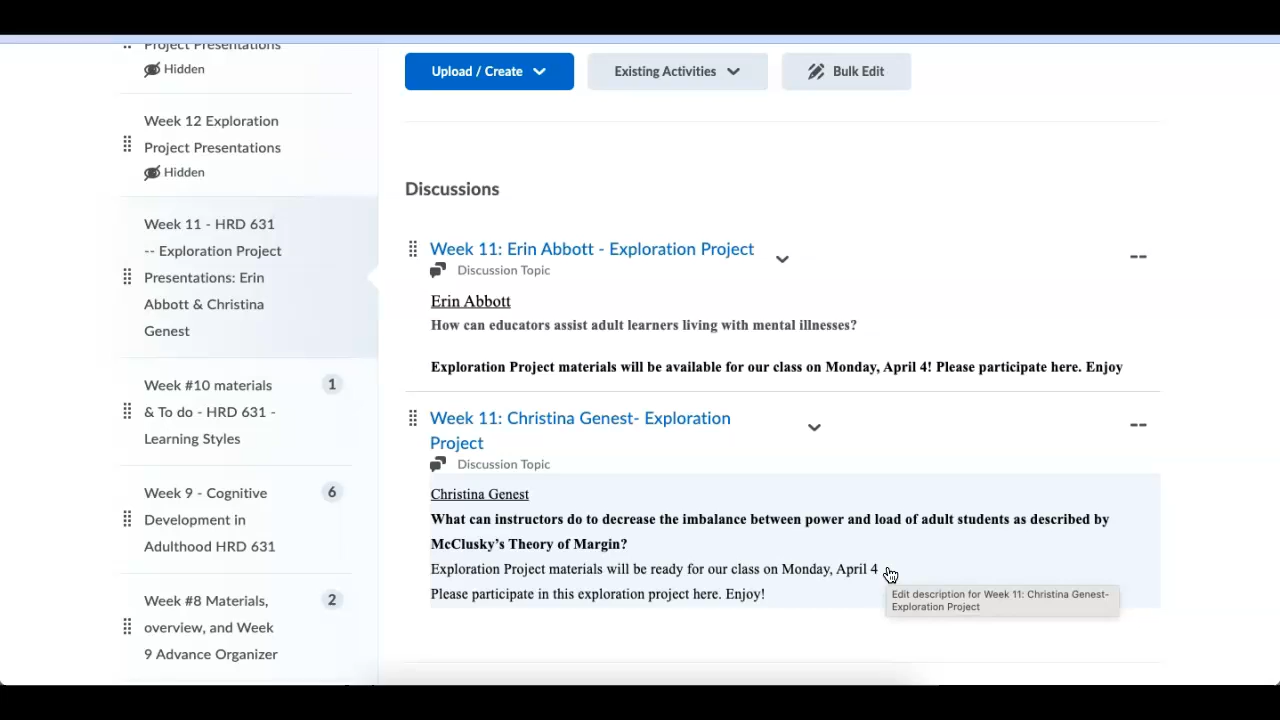 Project Presentations
Hidden
Week 12 Exploration
Project Presentations
Hidden
Week 11 - HRD 631
-- Exploration Project
Presentations: Erin
Abbott & Christina
Genest
Week #10 materials
1
& To do - HRD 631 -
Learning Styles
Week 9 - Cognitive
6
Development in
Adulthood HRD 631
Week #8 Materials,
2
overview, and Week
9 Advance Organizer
Upload / Create
Existing Activities
Bulk Edit
Discussions
Week 11: Erin Abbott - Exploration Project
Discussion Topic
Erin Abbott
How can educators assist adult learners living with mental illnesses?
Exploration Project materials will be available for our class on Monday, April 4! Please participate here. Enjoy
Week 11: Christina Genest- Exploration
Project
Discussion Topic
Christina Genest
What can instructors do to decrease the imbalance between power and load of adult students as described by
McClusky's Theory of Margin?
Exploration Project materials will be ready for our class on Monday, April 4
Please participate in this exploration project here. Enjoy!
Edit description for Week 11: Christina Genest-
Exploration Project